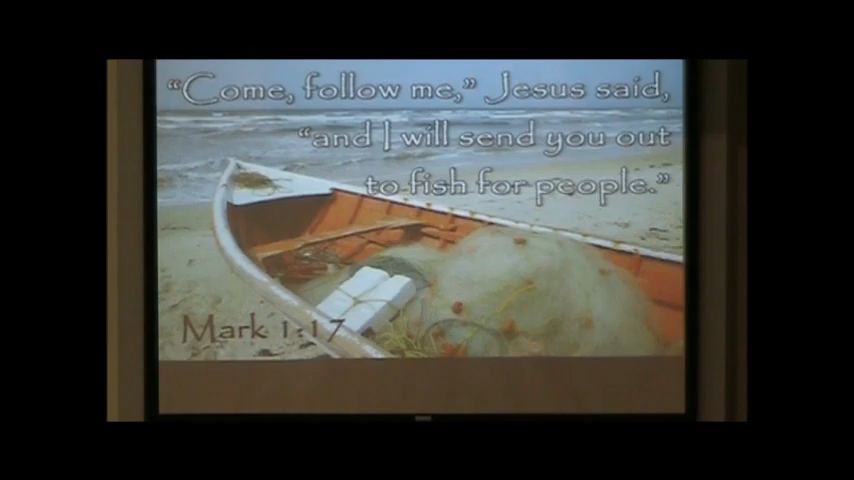 “Come, follow me,” Jesus said,
“and I will send you out
to fish for people.”
Mark 1:17